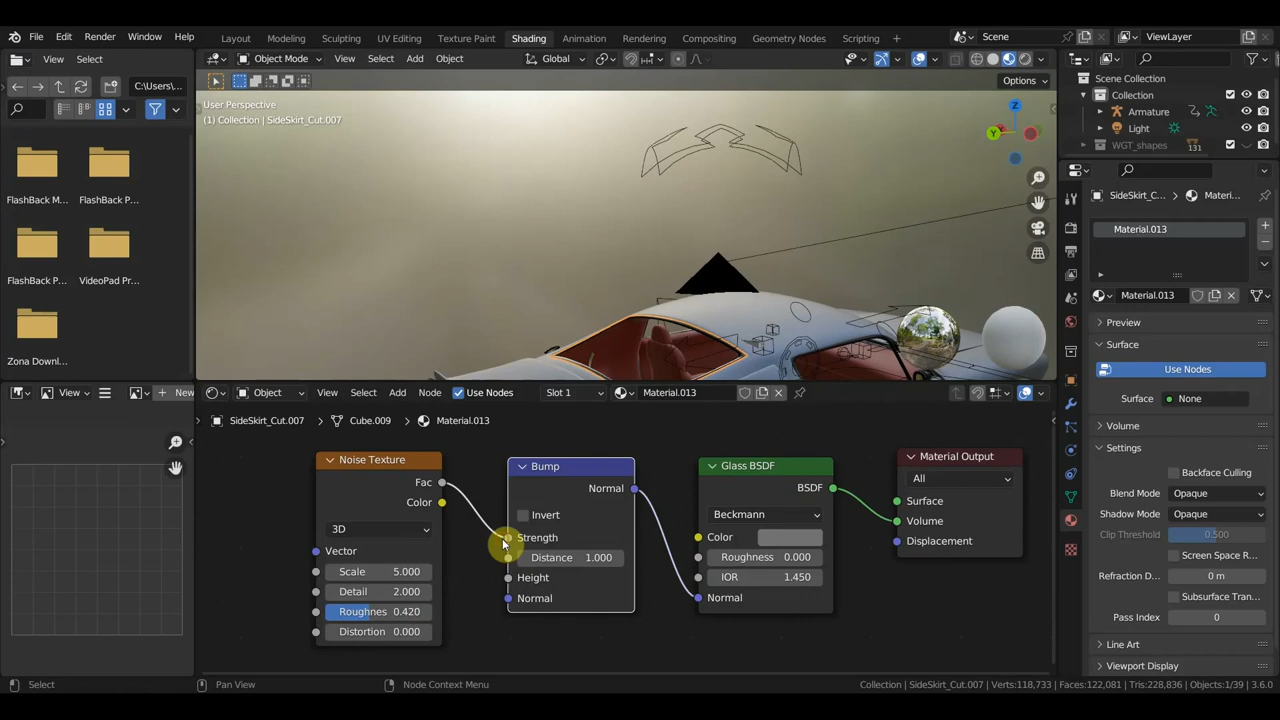 File Edit Render Window Help Layout Modeling Sculpting UV Editing Texture Paint Shading Animation Rendering Compositing Geometry Nodes Scripting + Scene ViewLayer
View Select
C:\Users\...
FlashBack M... FlashBack P...
FlashBack P... VideoPad Pr...
Zona Downl...
Object Mode View Select Add Object Global
Options
User Perspective
(1) Collection | SideSkirt_Cut.007
Z
Y
Scene Collection
Collection
Armature
Light
WGT_shapes 131
SideSkirt_C... Materi...
Material.013
Material.013
Preview
Surface
Use Nodes
Surface None
Volume
Settings
Backface Culling
Blend Mode Opaque
Shadow Mode Opaque
Clip Threshold 0.500
Screen Space R...
Refraction D... 0 m
Subsurface Tran...
Pass Index 0
Line Art
Viewport Display
View New
Object View Select Add Node Use Nodes Slot 1 Material.013
SideSkirt_Cut.007 > Cube.009 > Material.013
Noise Texture
Fac
Color
3D
Vector
Scale 5.000
Detail 2.000
Roughnes 0.420
Distortion 0.000
Bump
Normal
Invert
Strength
Distance 1.000
Height
Normal
Glass BSDF
BSDF
Beckmann
Color
Roughness 0.000
IOR 1.450
Normal
Material Output
All
Surface
Volume
Displacement
Select Pan View Node Context Menu Collection | SideSkirt_Cut.007 | Verts:118,733 | Faces:122,081 | Tris:228,836 | Objects:1/39 | 3.6.0